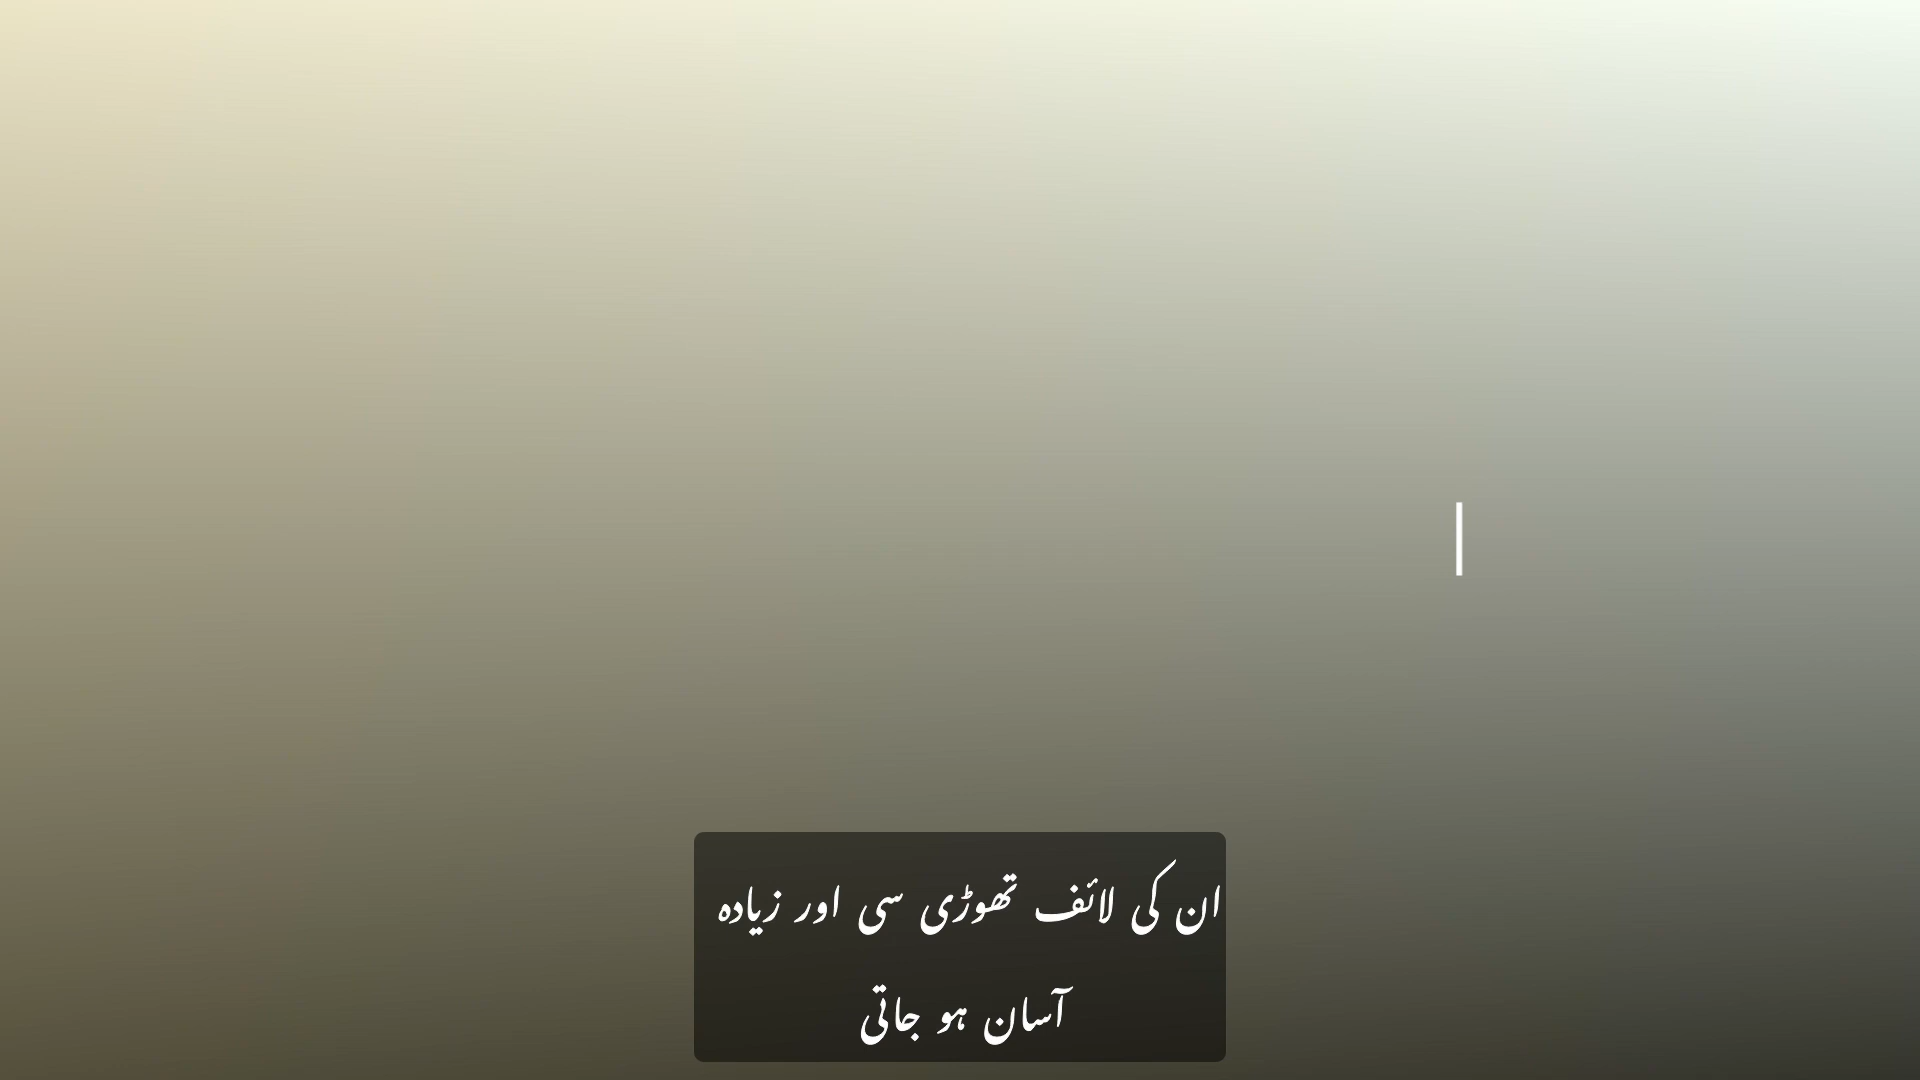 ان کی لائف تھوڑی سی اور زیادہ
آسان ہو جاتی